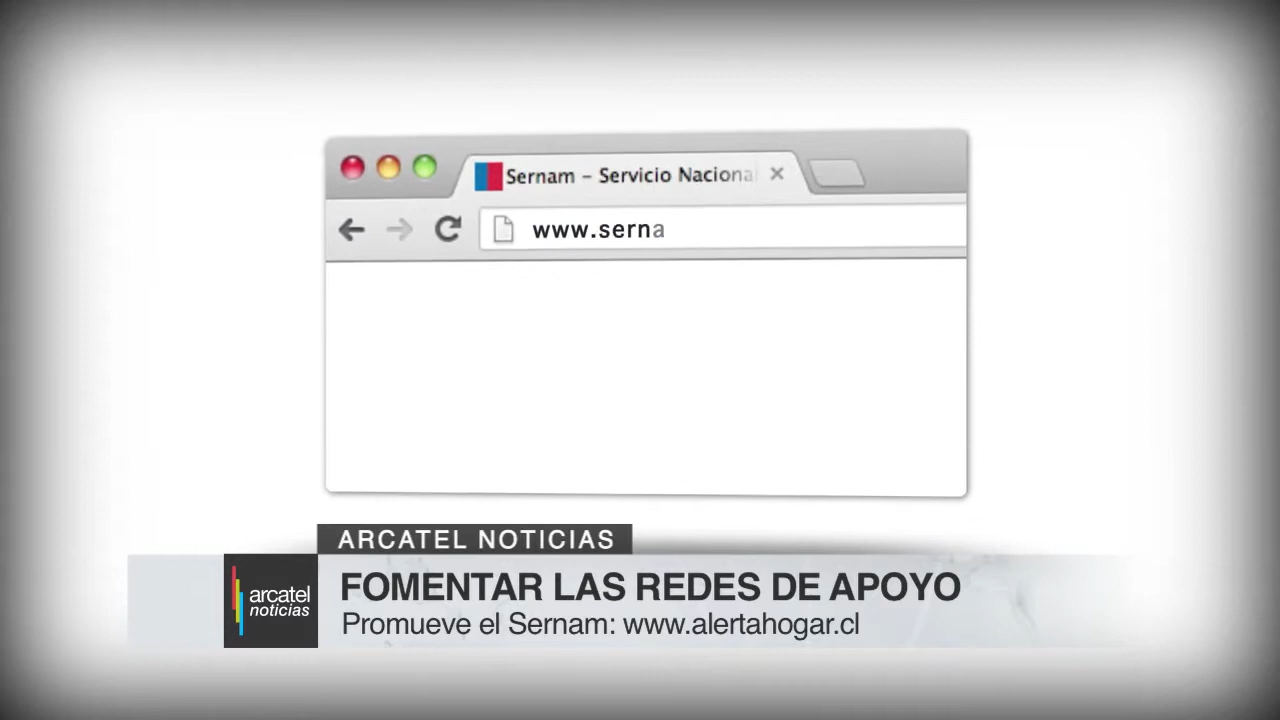 Sernam - Servicio Nacional
www.serna
ARCATEL NOTICIAS
arcatel
noticias
FOMENTAR LAS REDES DE APOYO
Promueve el Sernam: www.alertahogar.cl